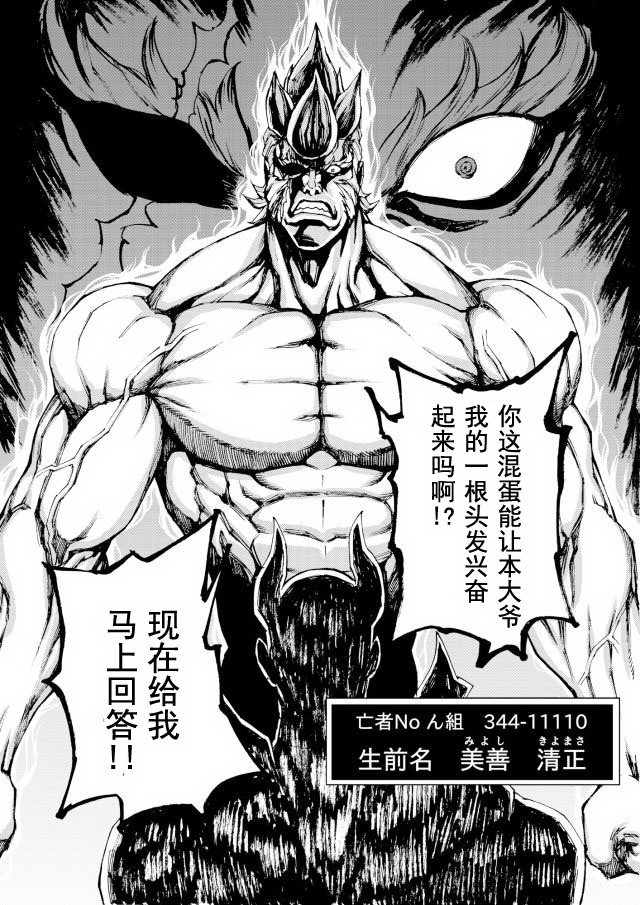 你这混蛋能让本大爷
我的一根头发兴奋
起来吗啊!?
现在给我
马上回答!!
亡者No ん組　344-11110
みよし　きよまさ
生前名　美善　清正